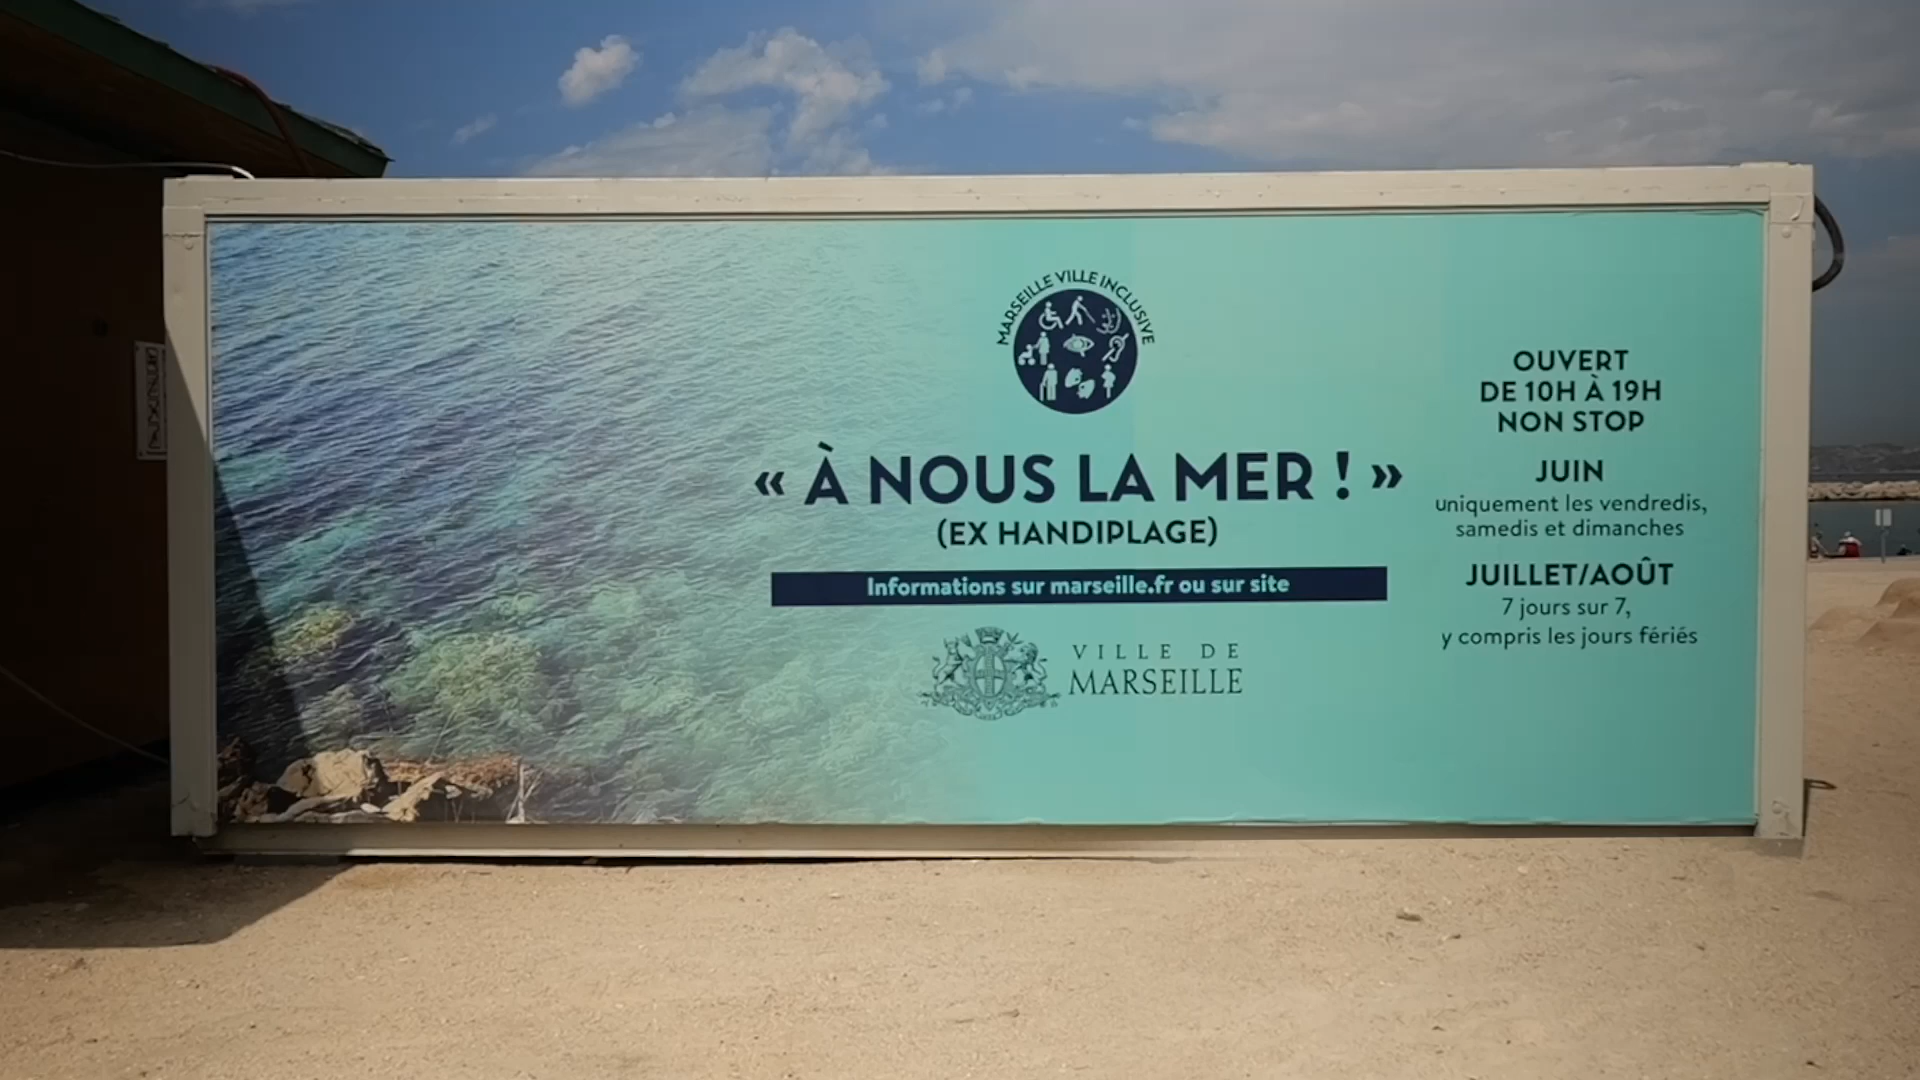 MARSEILLE VILLE INCLUSIVE
« À NOUS LA MER ! »
(EX HANDIPLAGE)
Informations sur marseille.fr ou sur site
VILLE DE
MARSEILLE
OUVERT
DE 10H À 19H
NON STOP
JUIN
uniquement les vendredis,
samedis et dimanches
JUILLET/AOÛT
7 jours sur 7,
y compris les jours fériés